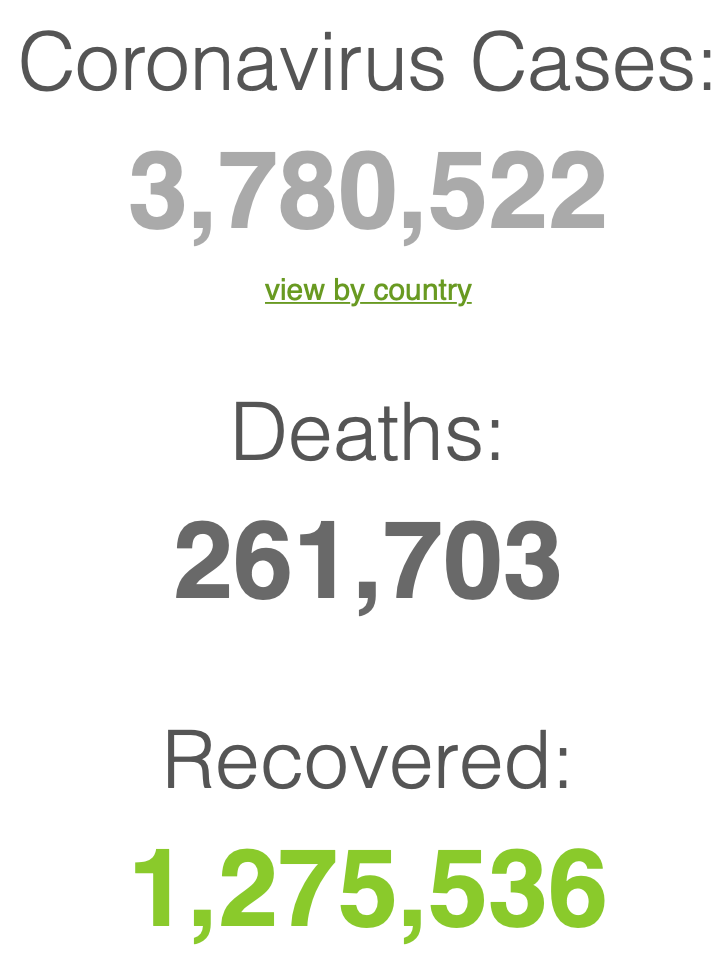 Coronavirus Cases:
3,780,522
view by country
Deaths:
261,703
Recovered:
1,275,536